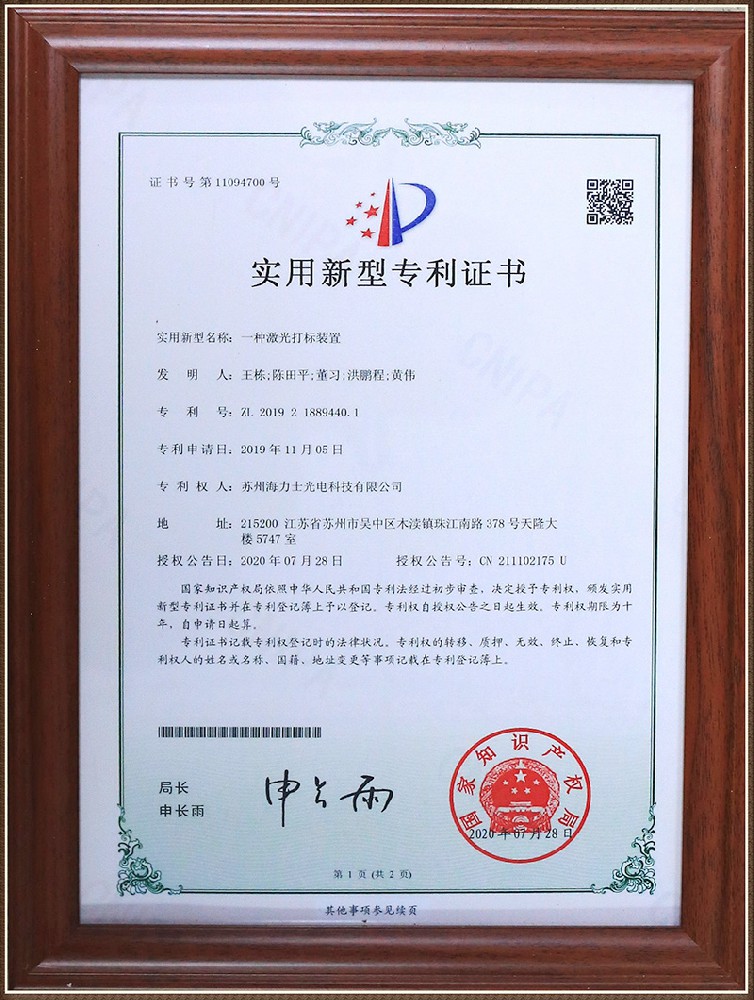 证书号第11094700号
实用新型专利证书
实用新型名称：一种激光打标装置
发明人：王栋;陈田平;董习;洪鹏程;黄伟
专利号：ZL 2019 2 1889440.1
专利申请日：2019年11月05日
专利权人：苏州海力士光电科技有限公司
地址：215200 江苏省苏州市吴中区木渎镇珠江南路378号天隆大
楼5747室
授权公告日：2020年07月28日 授权公告号：CN 211102175 U
国家知识产权局依照中华人民共和国专利法经过初步审查，决定授予专利权，颁发实用
新型专利证书并在专利登记簿上予以登记。专利权自授权公告之日起生效。专利权期限为十
年，自申请日起算。
专利证书记载专利权登记时的法律状况。专利权的转移、质押、无效、终止、恢复和专
利权人的姓名或名称、国籍、地址变更等事项记载在专利登记簿上。
局长
申长雨
申长雨
国家知识产权局
2020年07月28日
第 1 页 (共 2 页)
其他事项参见续页
CNIPA